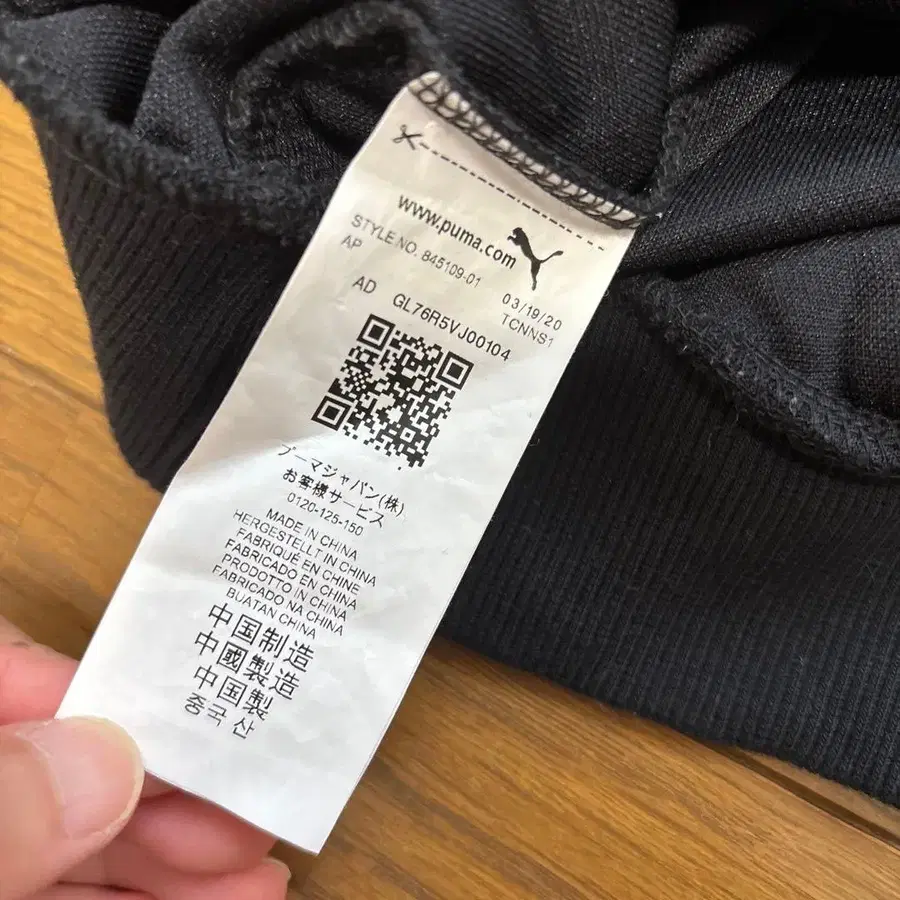 www.puma.com
STYLE NO. 845109-01 03/19/20
AP TCNNS1
AD GL76R5VJ00104
プーマジャパン(株)
お客様サービス
0120-125-150
MADE IN CHINA
HERGESTELLT IN CHINA
FABRIQUÉ EN CHINE
FABRICADO EN CHINA
PRODOTTO IN CHINA
FABRICADO NA CHINA
BUATAN CHINA
中国制造
中國製造
中国製
중국 산